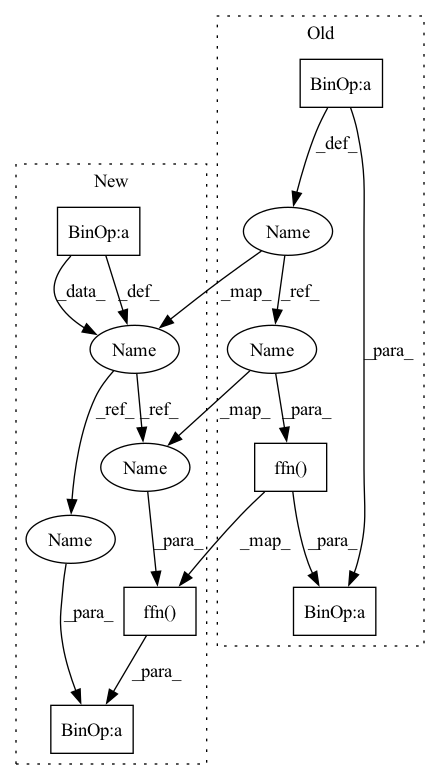 Old
BinOp:a
New
_def_
BinOp:a
Name
_data_
_def_
_map_
_ref_
Name
Name
_para_
_ref_
_ref_
_map_
_para_
Name
ffn()
Name
_para_
_map_
_para_
_para_
ffn()
BinOp:a
_para_
BinOp:a